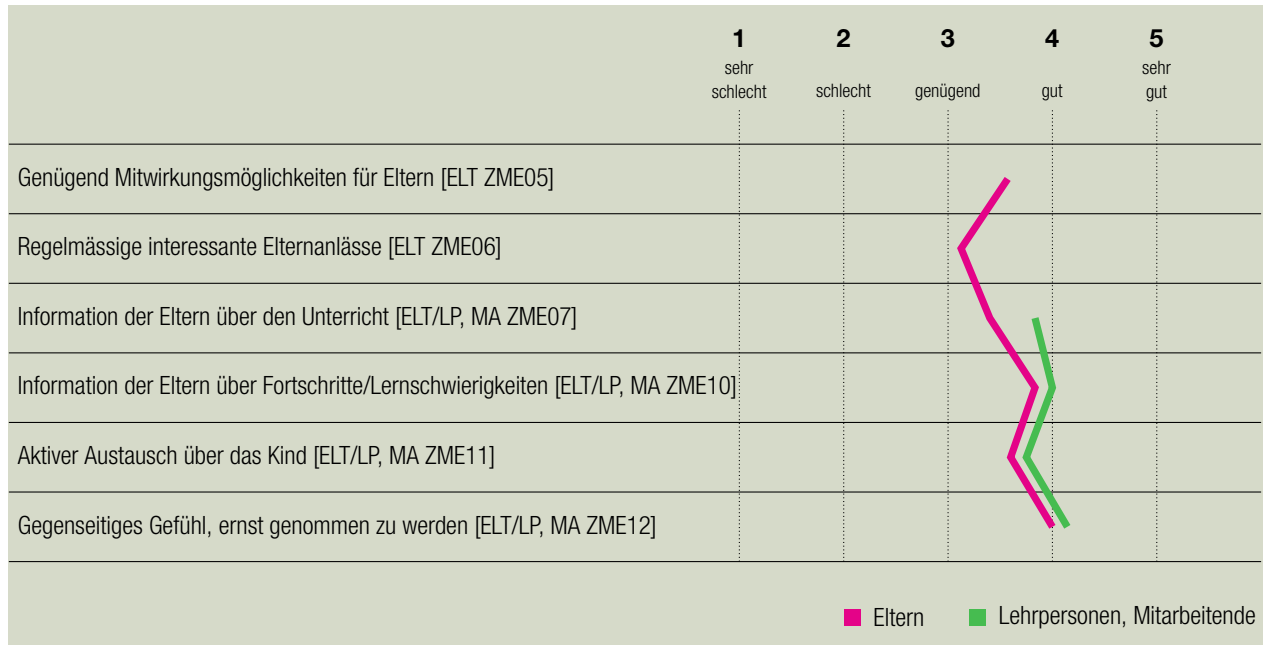 1 2 3 4 5
sehr schlecht schlecht genügend gut sehr gut
Genügend Mitwirkungsmöglichkeiten für Eltern [ELT ZME05]
Regelmässige interessante Elternanlässe [ELT ZME06]
Information der Eltern über den Unterricht [ELT/LP, MA ZME07]
Information der Eltern über Fortschritte/Lernschwierigkeiten [ELT/LP, MA ZME10]
Aktiver Austausch über das Kind [ELT/LP, MA ZME11]
Gegenseitiges Gefühl, ernst genommen zu werden [ELT/LP, MA ZME12]
Eltern Lehrpersonen, Mitarbeitende